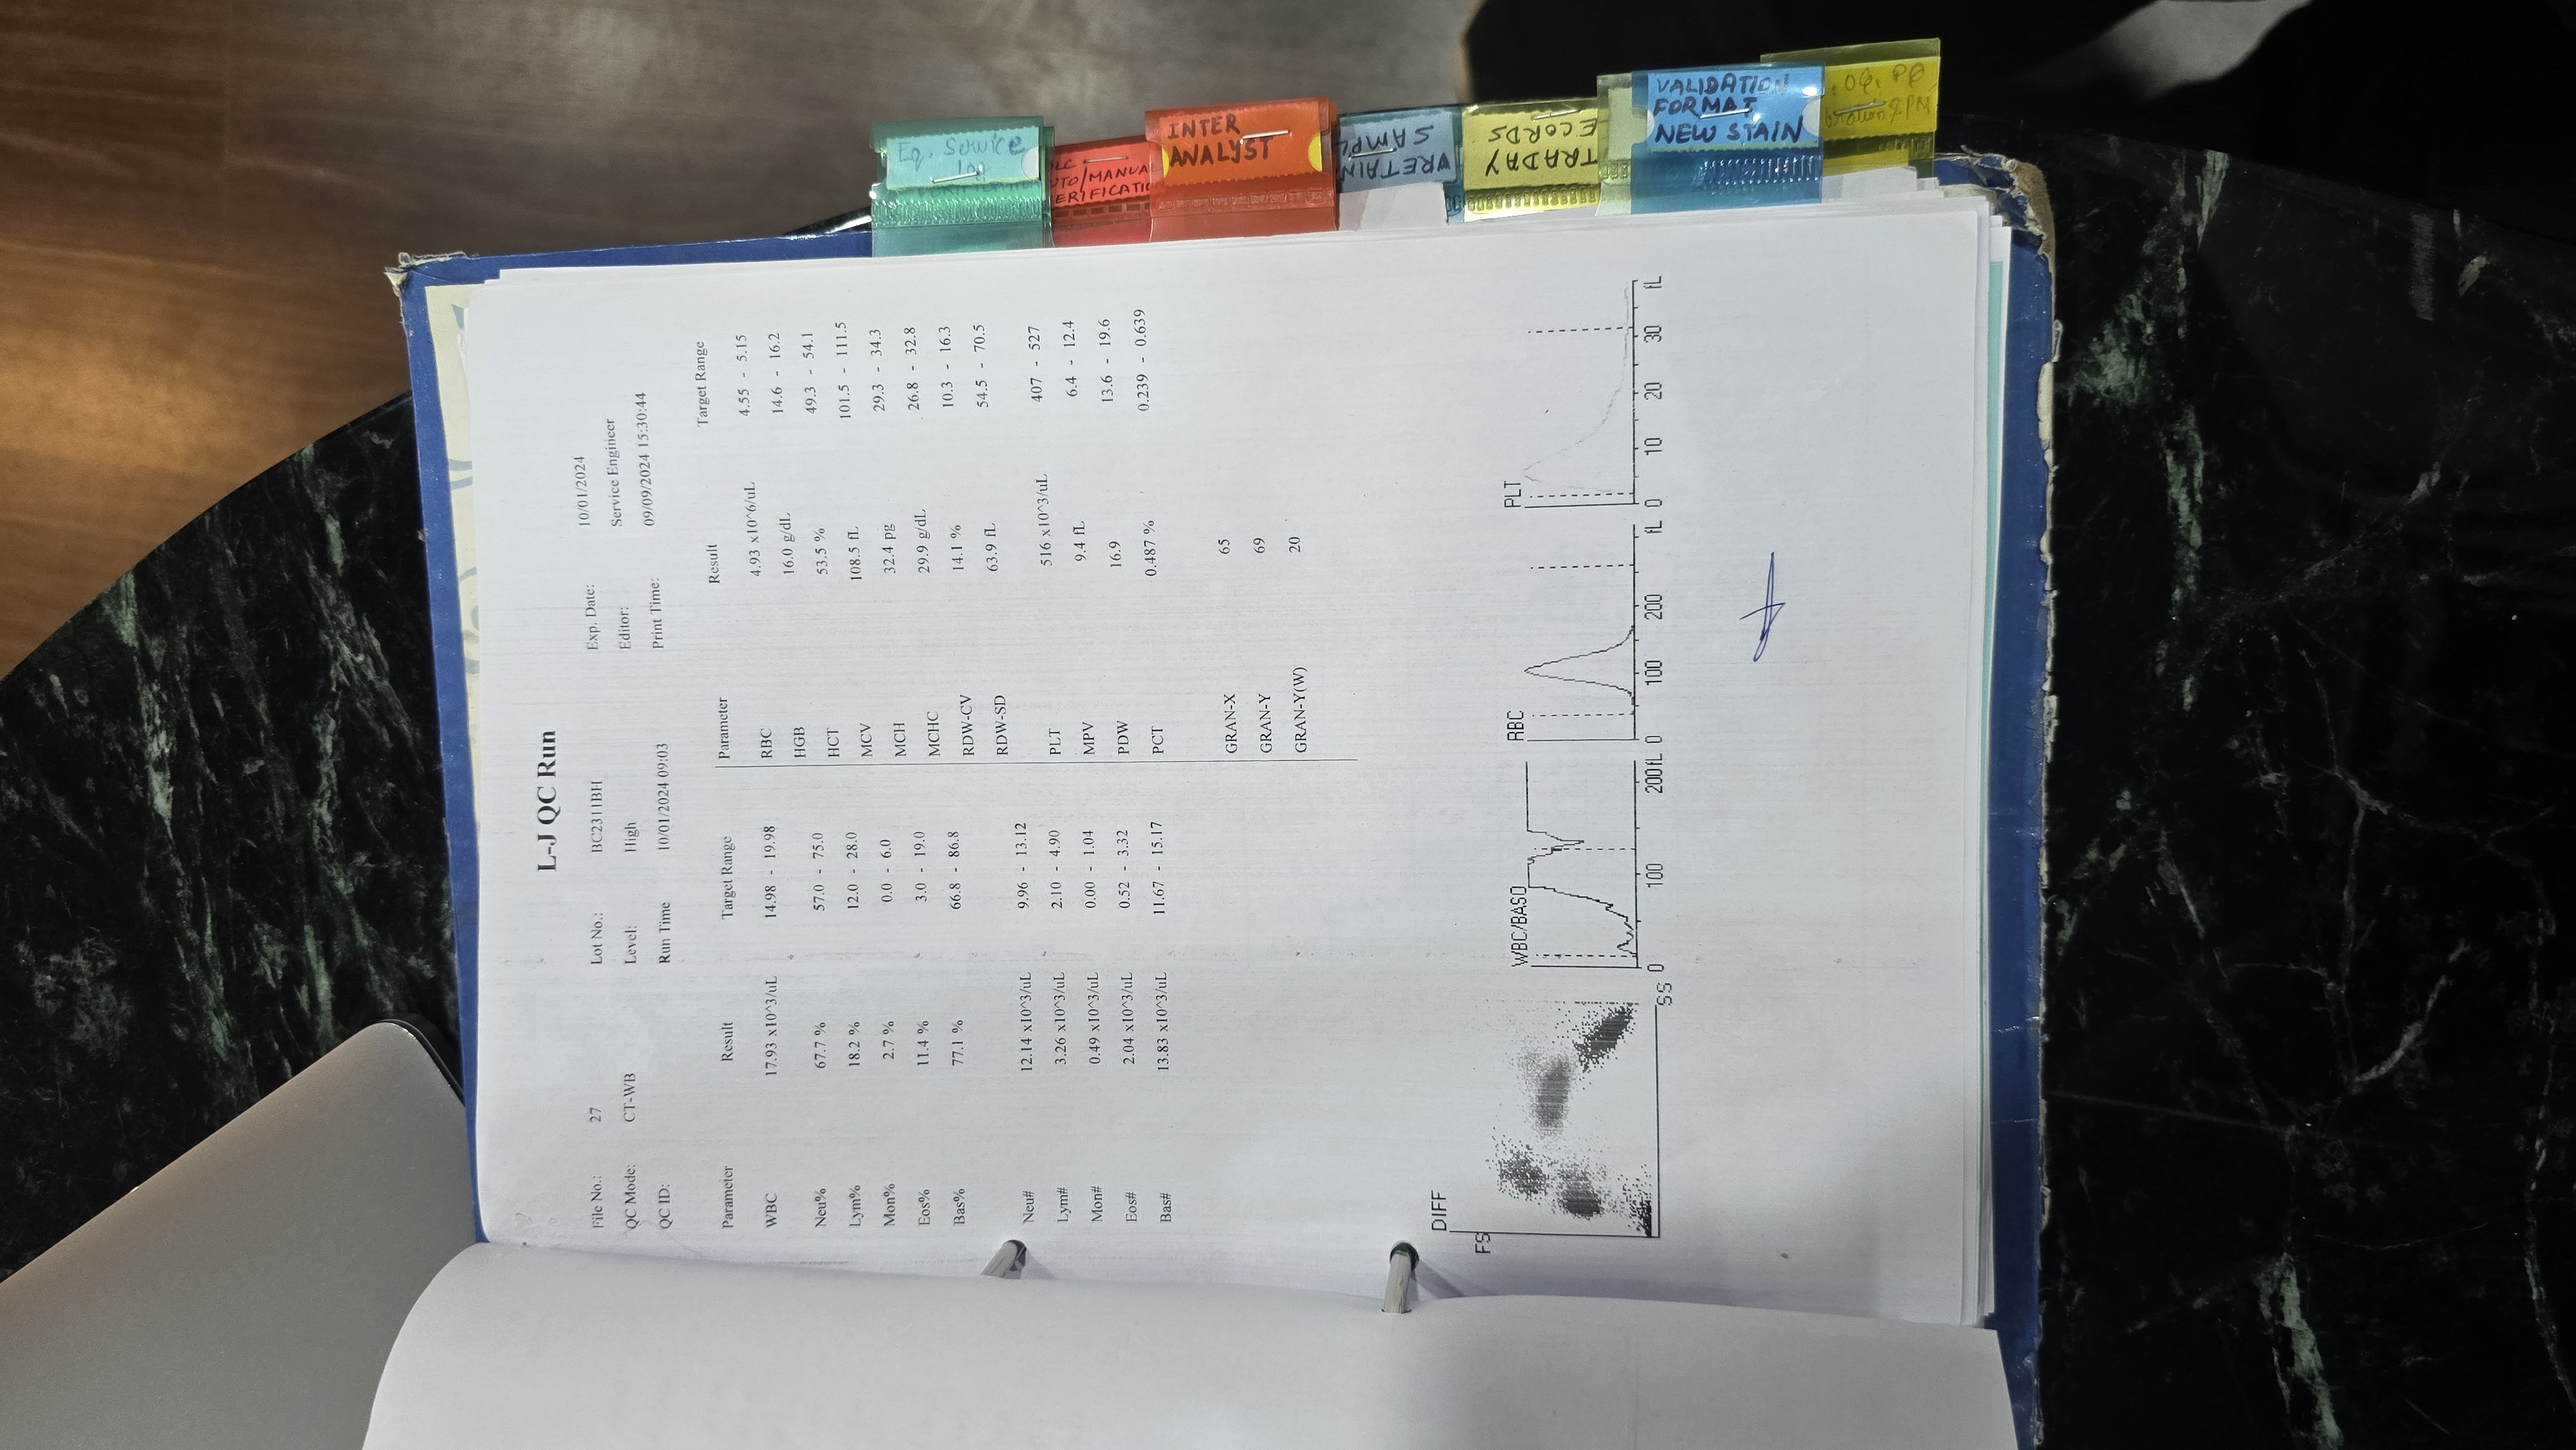 Eq. Service
INTER
ANALYST
ECORDS
TRADAY
VALIDATION
FORMAT
NEW STAIN
L-J QC Run
File No.: 27 Lot No.: BC2311BH Exp. Date: 10/01/2024
QC Mode: CT-WB Level: High Editor: Service Engineer
QC ID: Run Time 10/01/2024 09:03 Print Time: 09/09/2024 15:30:44
Parameter Result Target Range Parameter Result Target Range
WBC 17.93 x10^3/uL 14.98 - 19.98 RBC 4.93 x10^6/uL 4.55 - 5.15
HGB 16.0 g/dL 14.6 - 16.2
Neu% 67.7 % 57.0 - 75.0 HCT 53.5 % 49.3 - 54.1
Lym% 18.2 % 12.0 - 28.0 MCV 108.5 fL 101.5 - 111.5
Mon% 2.7 % 0.0 - 6.0 MCH 32.4 pg 29.3 - 34.3
Eos% 11.4 % 3.0 - 19.0 MCHC 29.9 g/dL 26.8 - 32.8
Bas% 77.1 % 66.8 - 86.8 RDW-CV 14.1 % 10.3 - 16.3
RDW-SD 63.9 fL 54.5 - 70.5
Neu# 12.14 x10^3/uL 9.96 - 13.12
Lym# 3.26 x10^3/uL 2.10 - 4.90 PLT 516 x10^3/uL 407 - 527
Mon# 0.49 x10^3/uL 0.00 - 1.04 MPV 9.4 fL 6.4 - 12.4
Eos# 2.04 x10^3/uL 0.52 - 3.32 PDW 16.9 13.6 - 19.6
Bas# 13.83 x10^3/uL 11.67 - 15.17 PCT 0.487 % 0.239 - 0.639
GRAN-X 65
GRAN-Y 69
GRAN-Y(W) 20
DIFF
FS
SS
WBC/BASO
0 100 200fL
RBC
0 100 200 fL
PLT
0 10 20 30 fL